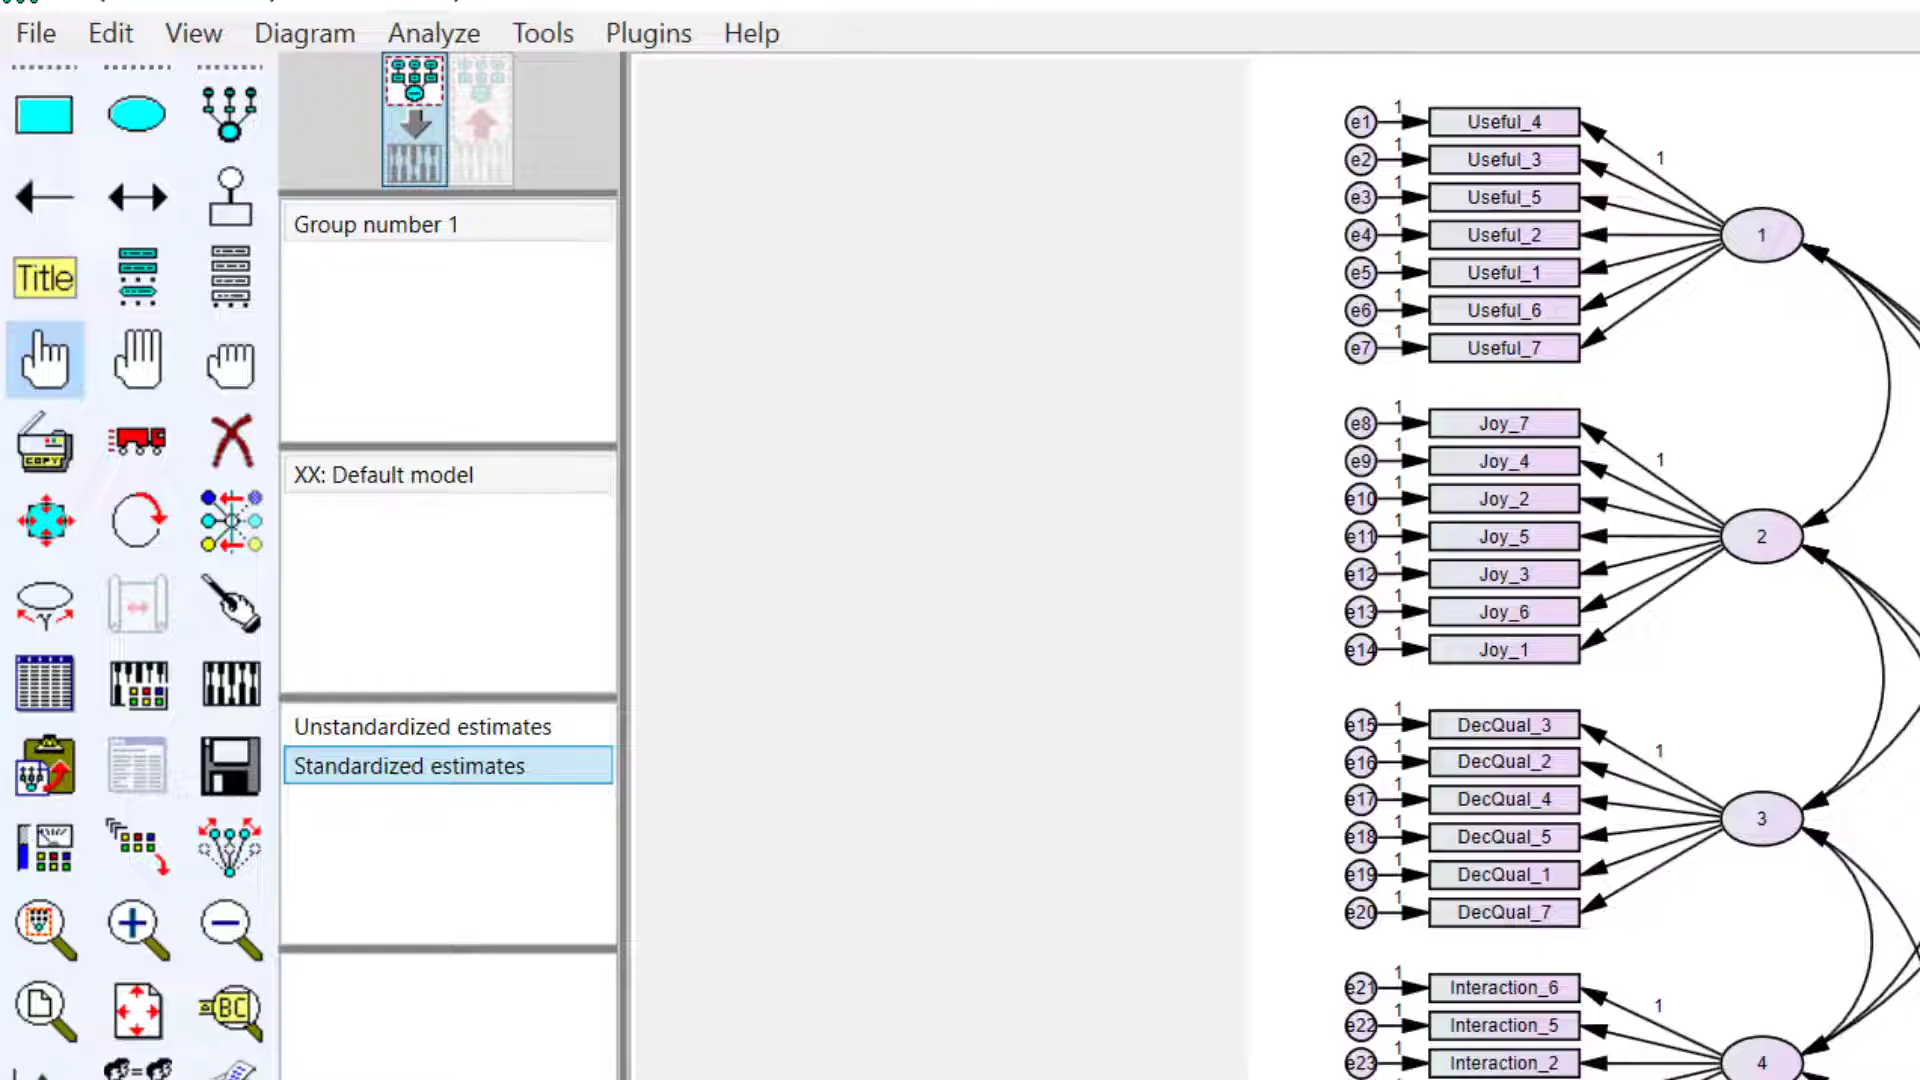 File Edit View Diagram Analyze Tools Plugins Help
Title
COPY
BC
Group number 1
XX: Default model
Unstandardized estimates
Standardized estimates
e1 1 Useful_4
e2 1 Useful_3
e3 1 Useful_5
e4 1 Useful_2
e5 1 Useful_1
e6 1 Useful_6
e7 1 Useful_7
1
1
e8 1 Joy_7
e9 1 Joy_4
e10 1 Joy_2
e11 1 Joy_5
e12 1 Joy_3
e13 1 Joy_6
e14 1 Joy_1
1
2
e15 1 DecQual_3
e16 1 DecQual_2
e17 1 DecQual_4
e18 1 DecQual_5
e19 1 DecQual_1
e20 1 DecQual_7
1
3
e21 1 Interaction_6
e22 1 Interaction_5
e23 1 Interaction_2
1
4